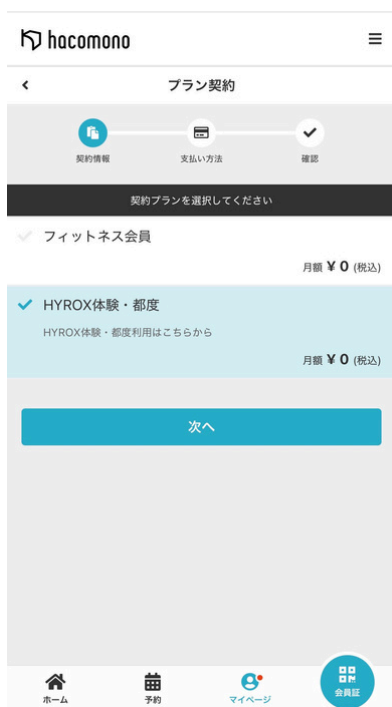 hacomono
プラン契約
契約情報
支払い方法
確認
契約プランを選択してください
フィットネス会員
月額 ¥ 0 (税込)
HYROX体験・都度
HYROX体験・都度利用はこちらから
月額 ¥ 0 (税込)
次へ
ホーム
予約
マイページ
会員証